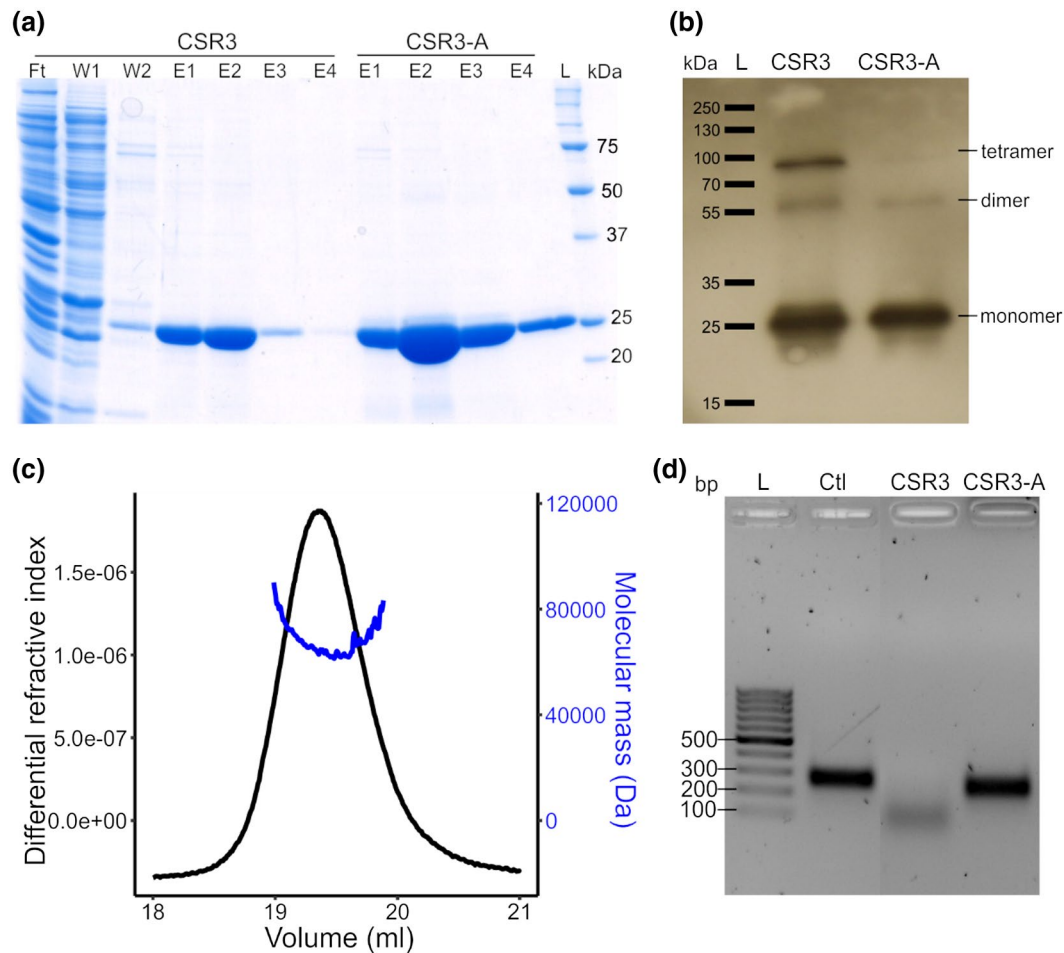 (a)
CSR3 CSR3-A
Ft W1 W2 E1 E2 E3 E4 E1 E2 E3 E4 L kDa
75
50
37
25
20
(b)
kDa L CSR3 CSR3-A
250
130
100
70
55
35
25
15
tetramer
dimer
monomer
(c)
Differential refractive index
1.5e-06
1.0e-06
5.0e-07
0.0e+00
120000
80000
40000
0
Molecular mass (Da)
18 19 20 21
Volume (ml)
(d)
bp L Ctl CSR3 CSR3-A
500
300
200
100